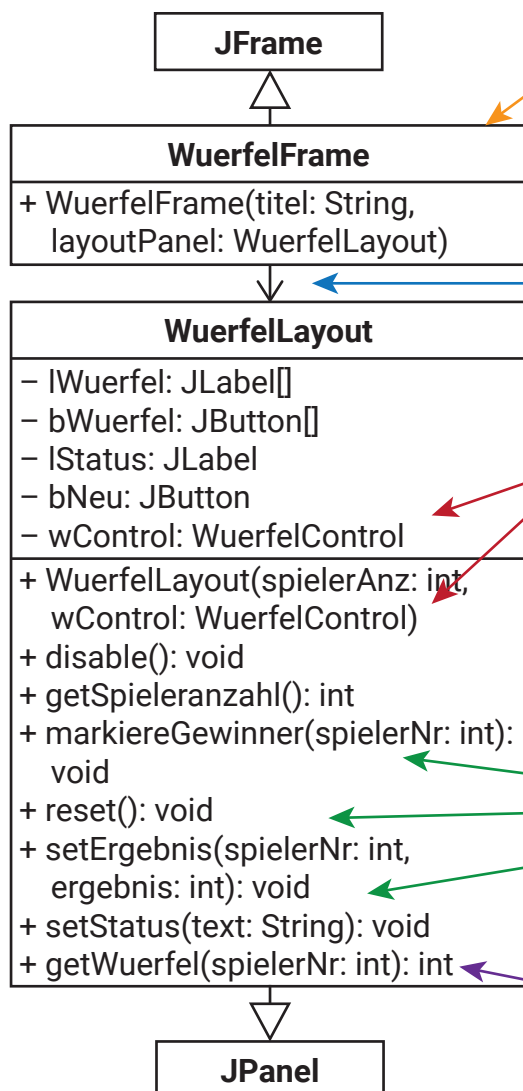 JFrame
WuerfelFrame
+ WuerfelFrame(titel: String,
layoutPanel: WuerfelLayout)
WuerfelLayout
– lWuerfel: JLabel[]
– bWuerfel: JButton[]
– lStatus: JLabel
– bNeu: JButton
– wControl: WuerfelControl
+ WuerfelLayout(spielerAnz: int,
wControl: WuerfelControl)
+ disable(): void
+ getSpieleranzahl(): int
+ markiereGewinner(spielerNr: int):
void
+ reset(): void
+ setErgebnis(spielerNr: int,
ergebnis: int): void
+ setStatus(text: String): void
+ getWuerfel(spielerNr: int): int
JPanel